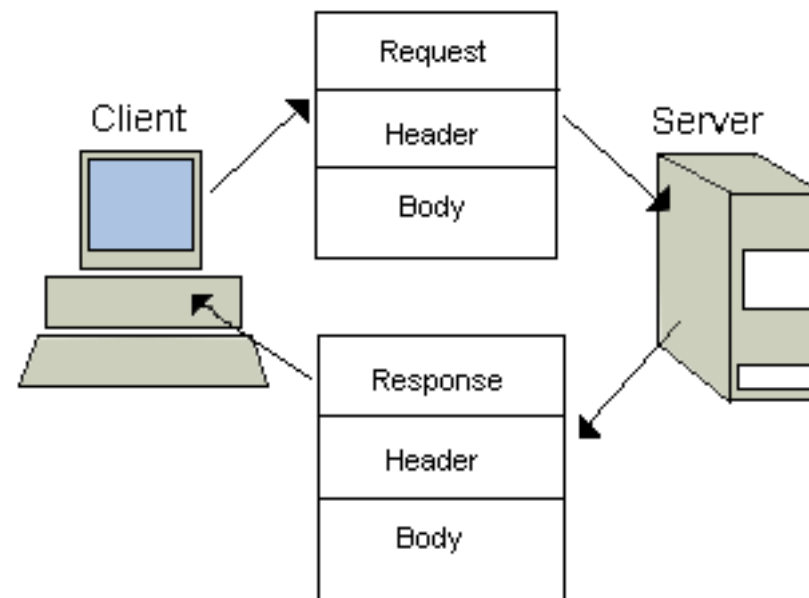 Client
Request
Header
Body
Server
Response
Header
Body